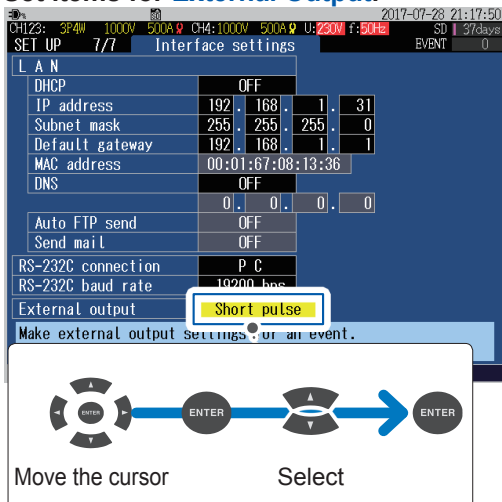 Set items for External Output.
2017-07-28 21:17:50
CH123: 3P4W 1000V 500A CH4:1000V 500A U:230V f:50Hz SD 37days
SET UP 7/7 Interface settings EVENT 0
LAN
DHCP OFF
IP address 192. 168. 1. 31
Subnet mask 255. 255. 255. 0
Default gateway 192. 168. 1. 1
MAC address 00:01:67:08:13:36
DNS OFF
0. 0. 0. 0
Auto FTP send OFF
Send mail OFF
RS-232C connection P C
RS-232C baud rate 19200 bps
External output Short pulse
Make external output settings for an event.
ENTER ENTER ENTER
Move the cursor Select